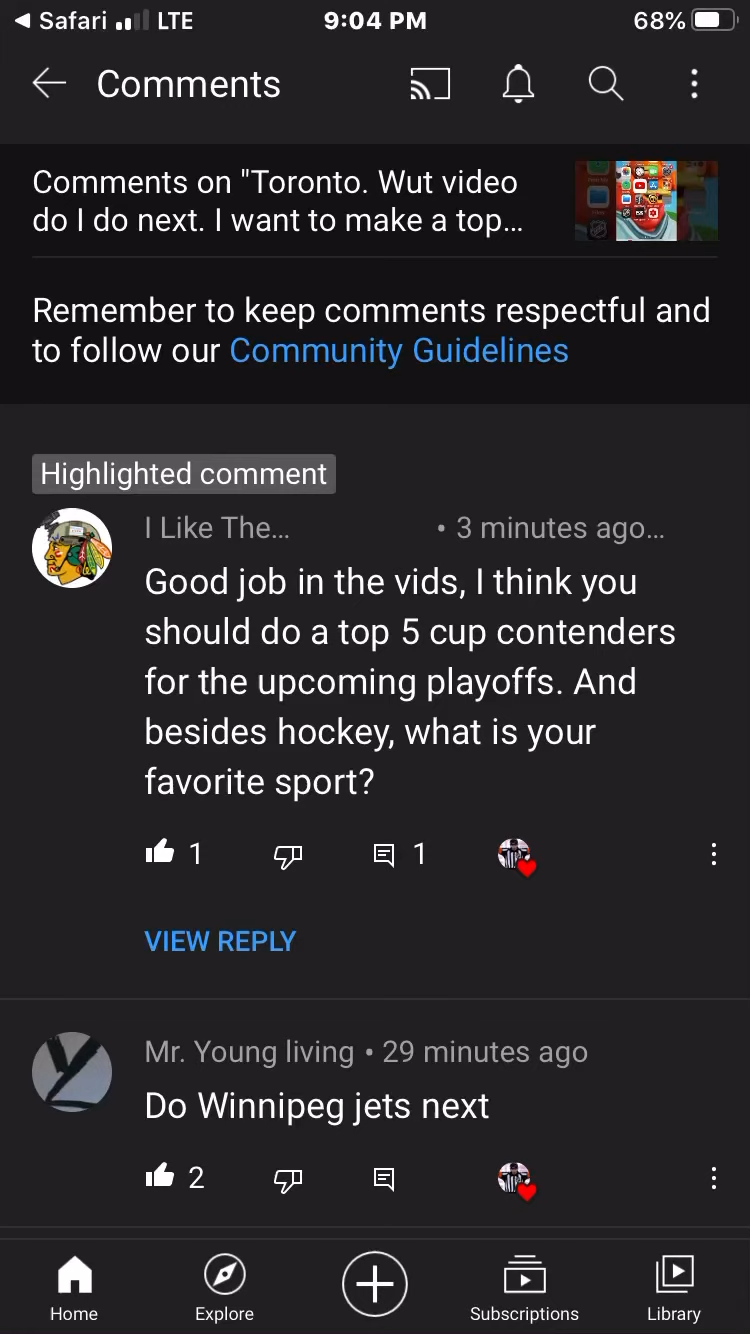 Safari LTE 9:04 PM 68%
Comments
Comments on "Toronto. Wut video
do I do next. I want to make a top...
Remember to keep comments respectful and
to follow our Community Guidelines
Highlighted comment
I Like The... • 3 minutes ago...
Good job in the vids, I think you
should do a top 5 cup contenders
for the upcoming playoffs. And
besides hockey, what is your
favorite sport?
1 1
VIEW REPLY
Mr. Young living • 29 minutes ago
Do Winnipeg jets next
2
Home Explore Subscriptions Library